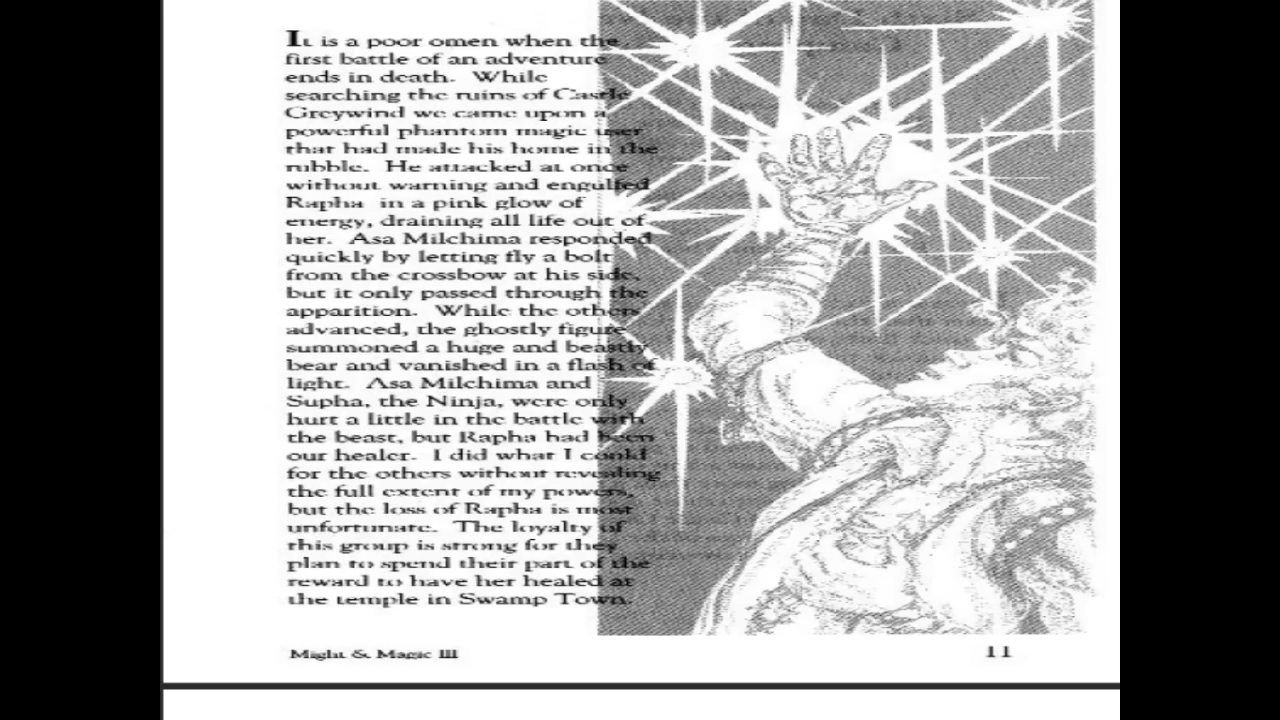 It is a poor omen when the
first battle of an adventure
ends in death. While
searching the ruins of Castle
Greywind we came upon a
powerful phantom magic user
that had made his home in the
rubble. He attacked at once
without warning and engulfed
Rapha in a pink glow of
energy, draining all life out of
her. Asa Milchima responded
quickly by letting fly a bolt
from the crossbow at his side,
but it only passed through the
apparition. While the others
advanced, the ghostly figure
summoned a huge and beastly
bear and vanished in a flash of
light. Asa Milchima and
Supha, the Ninja, were only
hurt a little in the battle with
the beast, but Rapha had been
our healer. I did what I could
for the others without revealing
the full extent of my powers,
but the loss of Rapha is most
unfortunate. The loyalty of
this group is strong for they
plan to spend their part of the
reward to have her healed at
the temple in Swamp Town.
Might & Magic III
11